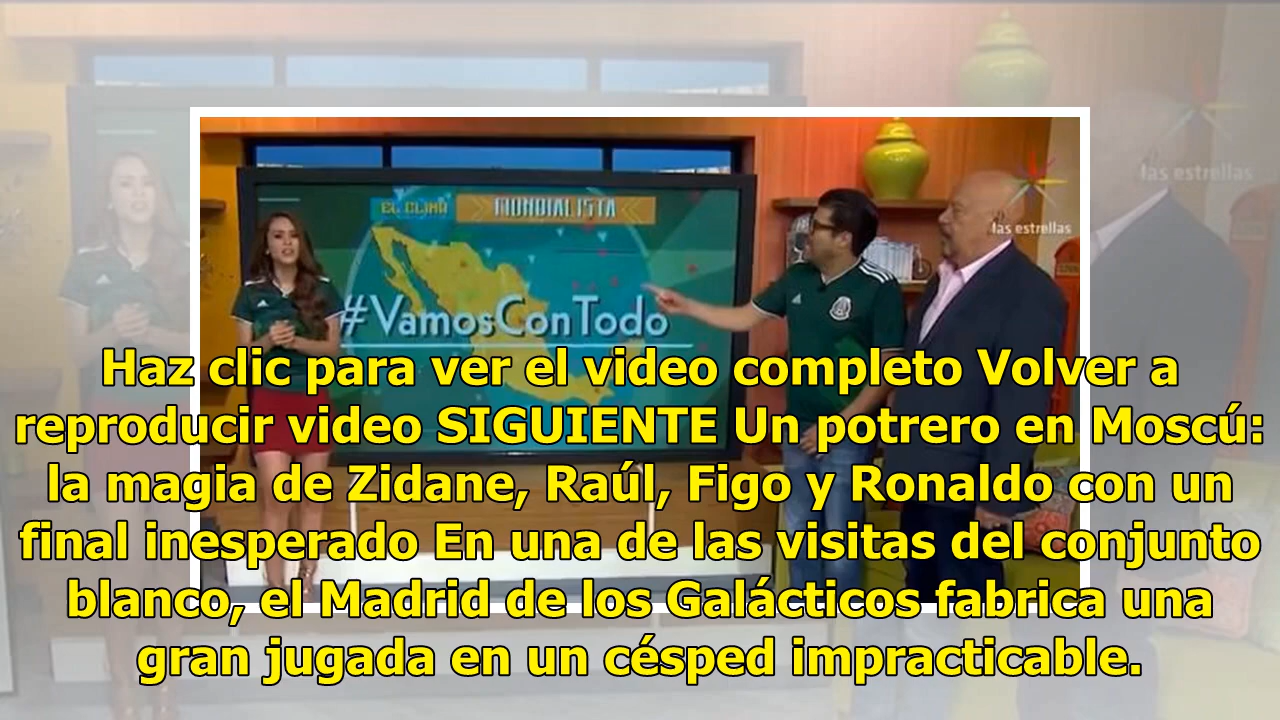 EL CLIMA MUNDIALISTA
las estrellas
las estrellas
#VamosConTodo
Haz clic para ver el video completo Volver a
reproducir video SIGUIENTE Un potrero en Moscú:
la magia de Zidane, Raúl, Figo y Ronaldo con un
final inesperado En una de las visitas del conjunto
blanco, el Madrid de los Galácticos fabrica una
gran jugada en un césped impracticable.